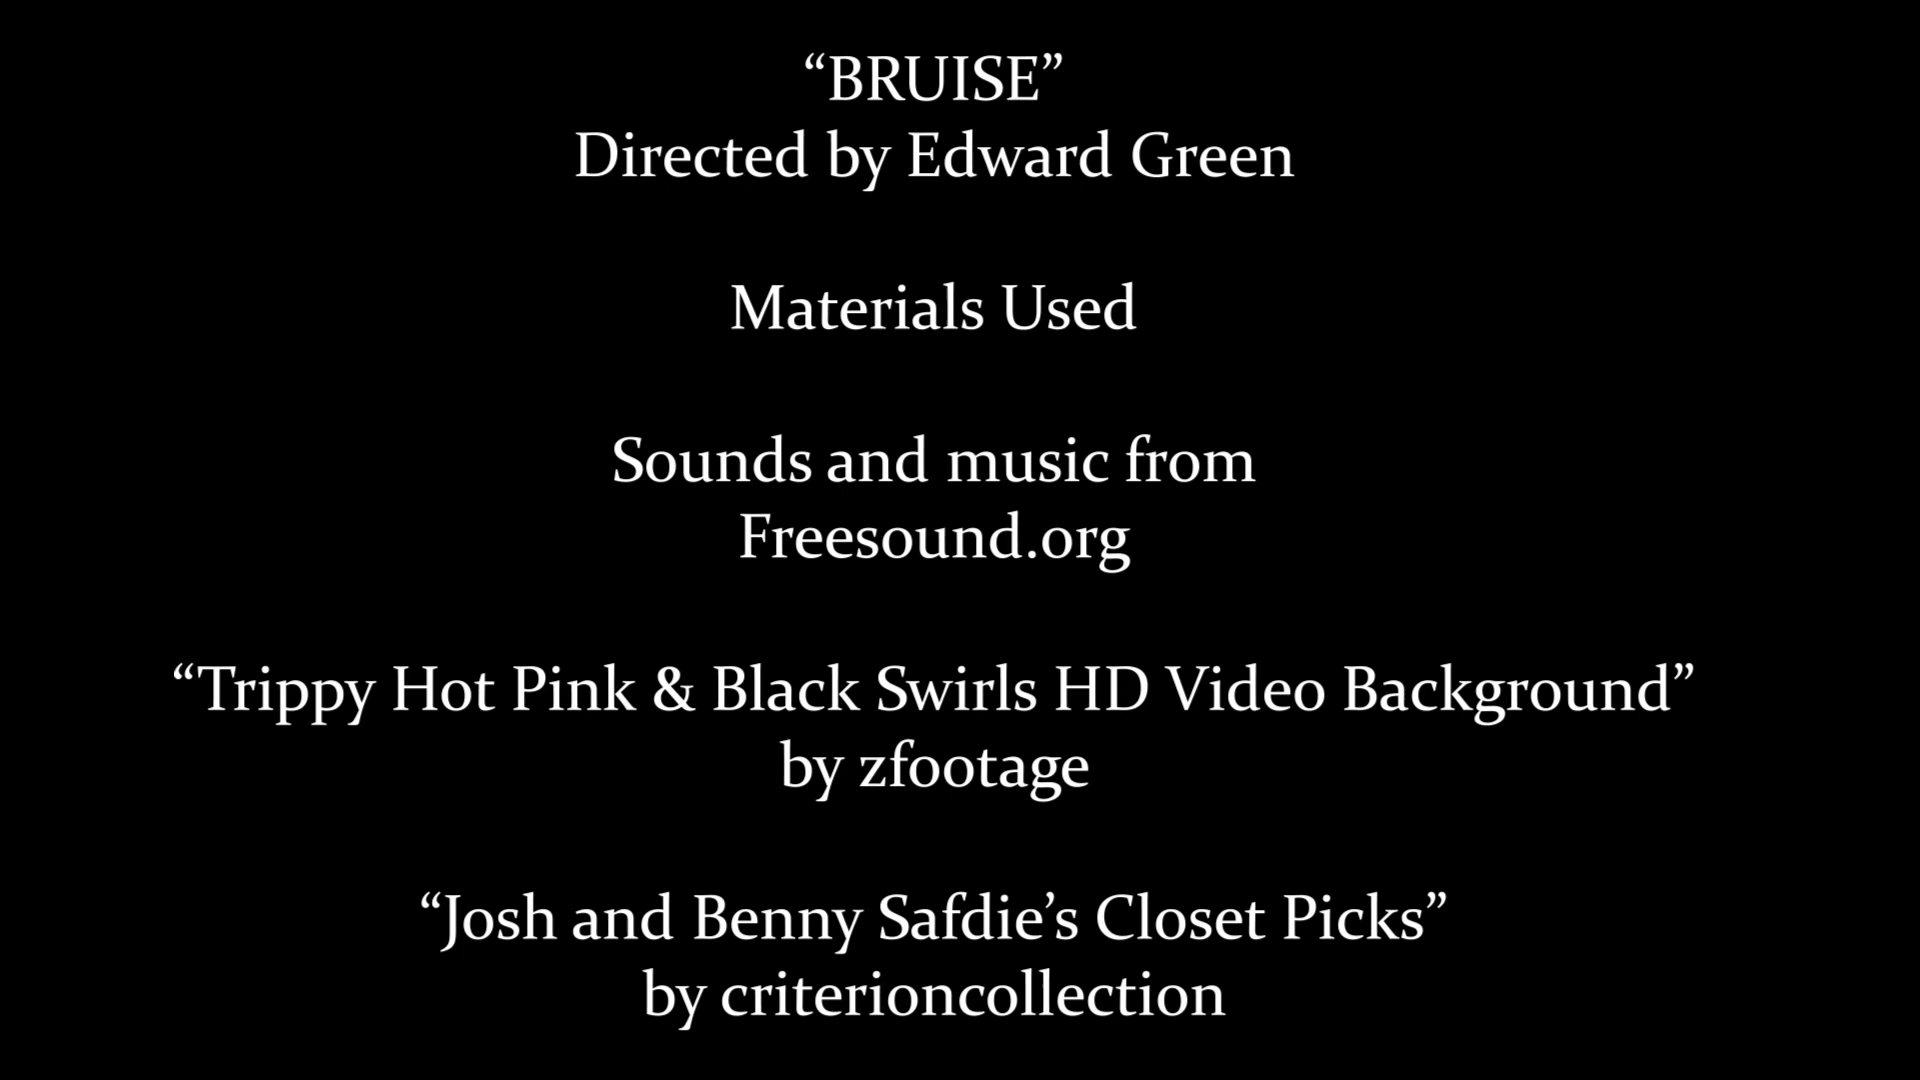 “BRUISE”
Directed by Edward Green
Materials Used
Sounds and music from
Freesound.org
“Trippy Hot Pink & Black Swirls HD Video Background”
by zfootage
“Josh and Benny Safdie’s Closet Picks”
by criterioncollection